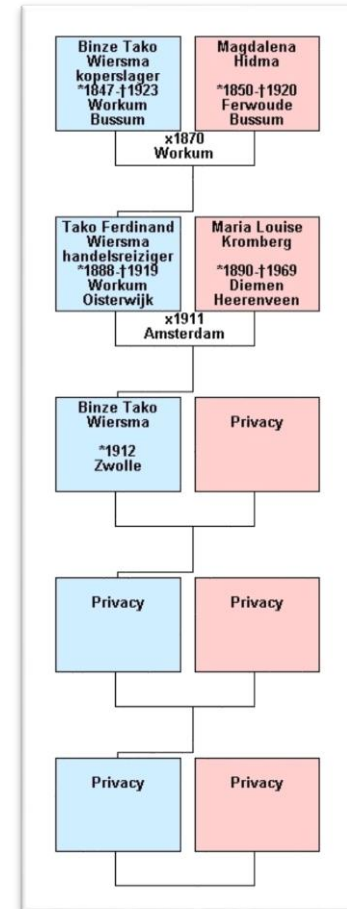 Binze Tako
Wiersma
koperslager
*1847-†1923
Workum
Bussum
Magdalena
Hidma
*1850-†1920
Ferwoude
Bussum
x1870
Workum
Tako Ferdinand
Wiersma
handelsreiziger
*1888-†1919
Workum
Oisterwijk
Maria Louise
Kromberg
*1890-†1969
Diemen
Heerenveen
x1911
Amsterdam
Binze Tako
Wiersma
*1912
Zwolle
Privacy
Privacy
Privacy
Privacy
Privacy